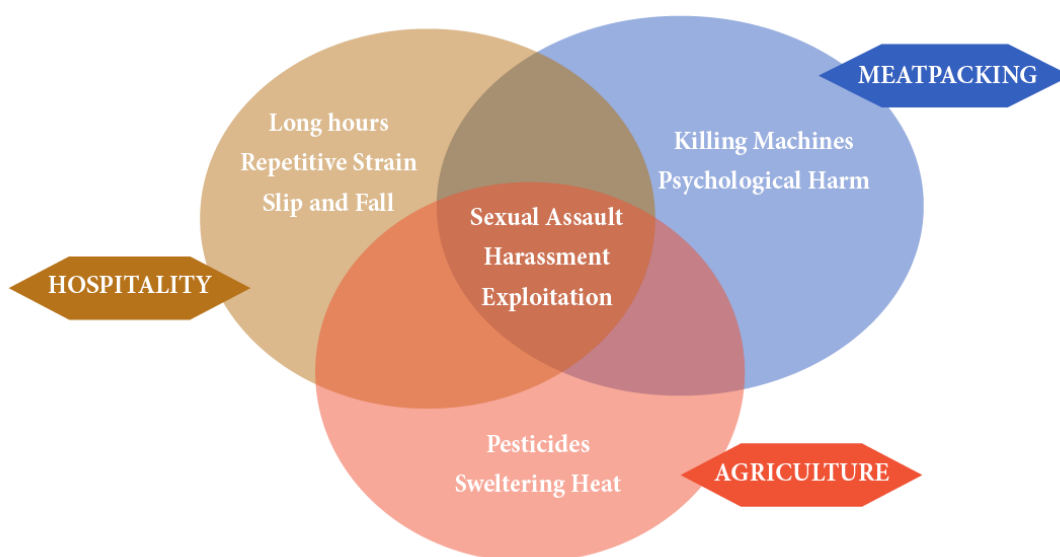 MEATPACKING
Long hours
Repetitive Strain
Slip and Fall
Killing Machines
Psychological Harm
Sexual Assault
Harassment
Exploitation
HOSPITALITY
Pesticides
Sweltering Heat
AGRICULTURE